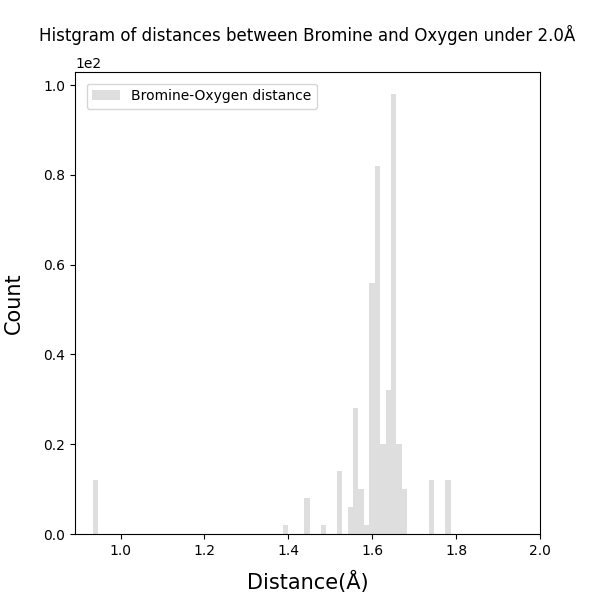 Histgram of distances between Bromine and Oxygen under 2.0Å
1e2
Bromine-Oxygen distance
1.0
0.8
0.6
0.4
0.2
0.0
Count
1.0 1.2 1.4 1.6 1.8 2.0
Distance(Å)